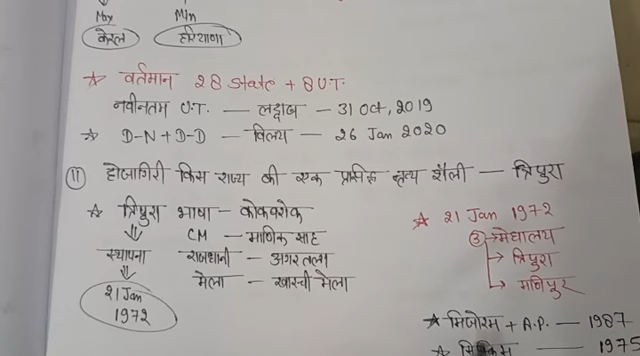 Max Min
केरल हरियाणा
★ वर्तमान 28 State + 8 U.T.
नवीनतम U.T. — लद्दाख — 31 Oct, 2019
★ D-N + D-D — विलय — 26 Jan 2020
11 होजागिरी किस राज्य की एक प्रसिद्ध नृत्य शैली — त्रिपुरा
★ त्रिपुरा भाषा — कोकबरोक
CM — माणिक साहा
स्थापना राजधानी — अगरतला
मेला — खारची मेला
21 Jan
1972
★ 21 Jan 1972
③ → मेघालय
→ त्रिपुरा
→ मणिपुर
★ मिजोरम + A.P. — 1987
★ सिक्किम — 1975